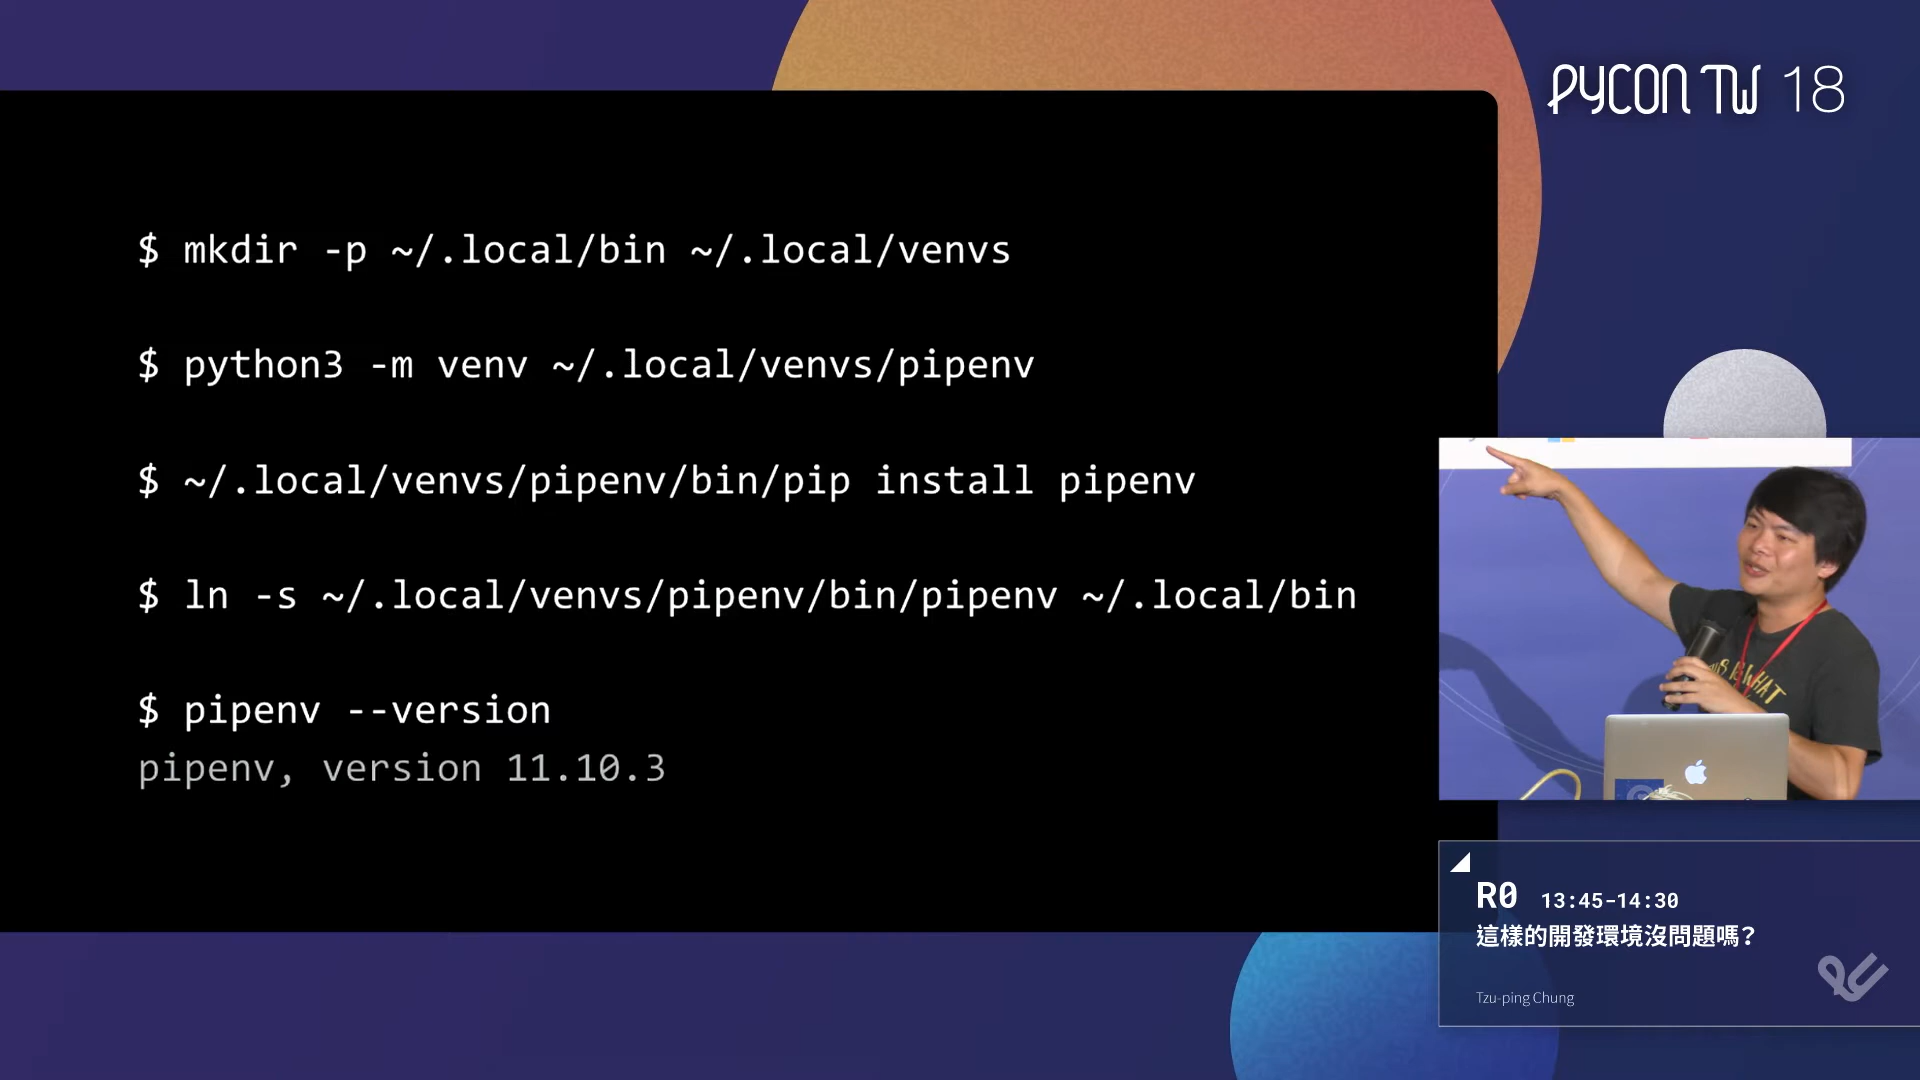 PYCON TW 18
$ mkdir -p ~/.local/bin ~/.local/venvs
$ python3 -m venv ~/.local/venvs/pipenv
$ ~/.local/venvs/pipenv/bin/pip install pipenv
$ ln -s ~/.local/venvs/pipenv/bin/pipenv ~/.local/bin
$ pipenv --version
pipenv, version 11.10.3
WHAT
R0 13:45-14:30
這樣的開發環境沒問題嗎?
Tzu-ping Chung